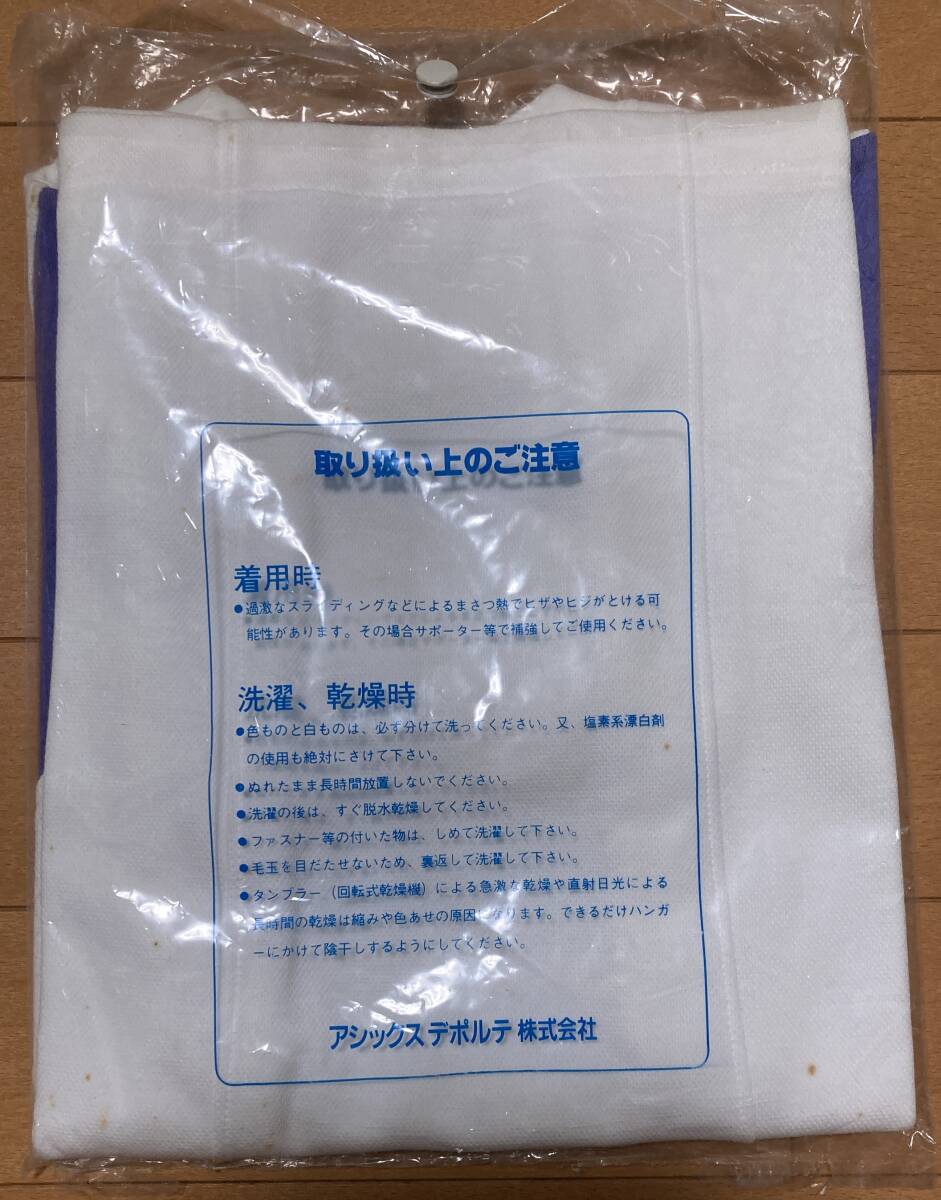 取り扱い上のご注意
着用時
●過激なスライディングなどによるまさつ熱でヒザやヒジがとける可
能性があります。その場合サポーター等で補強してご使用ください。
洗濯、乾燥時
●色ものと白ものは、必ず分けて洗ってください。又、塩素系漂白剤
の使用も絶対にさけて下さい。
●ぬれたまま長時間放置しないでください。
●洗濯の後は、すぐ脱水乾燥してください。
●ファスナー等の付いた物は、しめて洗濯して下さい。
●毛玉を目だたせないため、裏返して洗濯して下さい。
●タンブラー（回転式乾燥機）による急激な乾燥や直射日光による
長時間の乾燥は縮みや色あせの原因になります。できるだけハンガ
ーにかけて陰干しするようにしてください。
アシックス デポルテ 株式会社